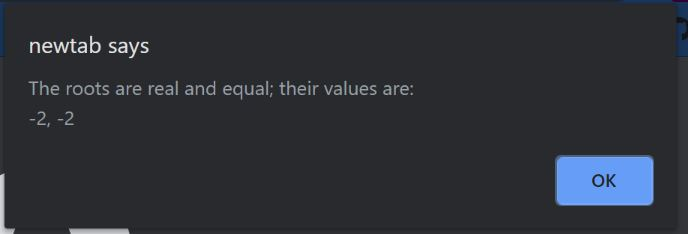 newtab says
The roots are real and equal; their values are:
-2, -2
OK